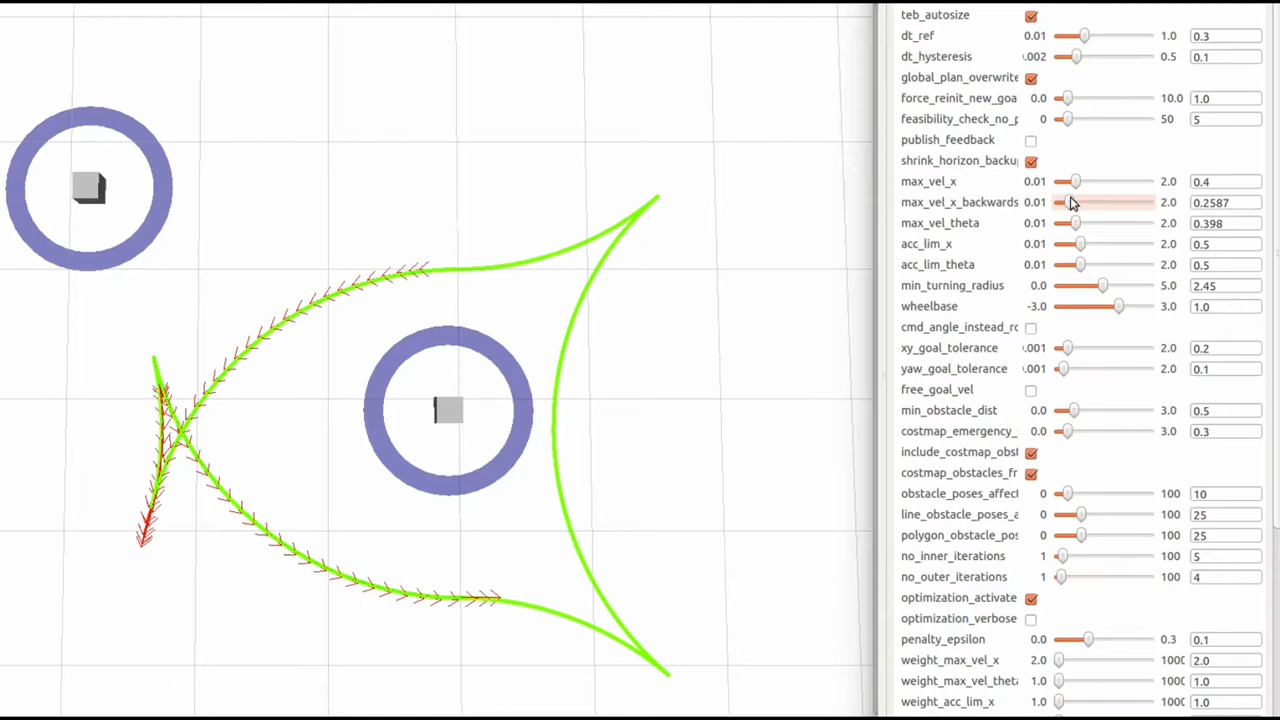 teb_autosize
dt_ref 0.01 1.0 0.3
dt_hysteresis .002 0.5 0.1
global_plan_overwrite
force_reinit_new_goa 0.0 10.0 1.0
feasibility_check_no_p 0 50 5
publish_feedback
shrink_horizon_backu
max_vel_x 0.01 2.0 0.4
max_vel_x_backwards 0.01 2.0 0.2587
max_vel_theta 0.01 2.0 0.398
acc_lim_x 0.01 2.0 0.5
acc_lim_theta 0.01 2.0 0.5
min_turning_radius 0.0 5.0 2.45
wheelbase -3.0 3.0 1.0
cmd_angle_instead_ro
xy_goal_tolerance .001 2.0 0.2
yaw_goal_tolerance .001 2.0 0.1
free_goal_vel
min_obstacle_dist 0.0 3.0 0.5
costmap_emergency_ 0.0 3.0 0.3
include_costmap_obst
costmap_obstacles_fr
obstacle_poses_affect 0 100 10
line_obstacle_poses_a 0 100 25
polygon_obstacle_pos 0 100 25
no_inner_iterations 1 100 5
no_outer_iterations 1 100 4
optimization_activate
optimization_verbose
penalty_epsilon 0.0 0.3 0.1
weight_max_vel_x 2.0 1000 2.0
weight_max_vel_theta 1.0 1000 1.0
weight_acc_lim_x 1.0 1000 1.0